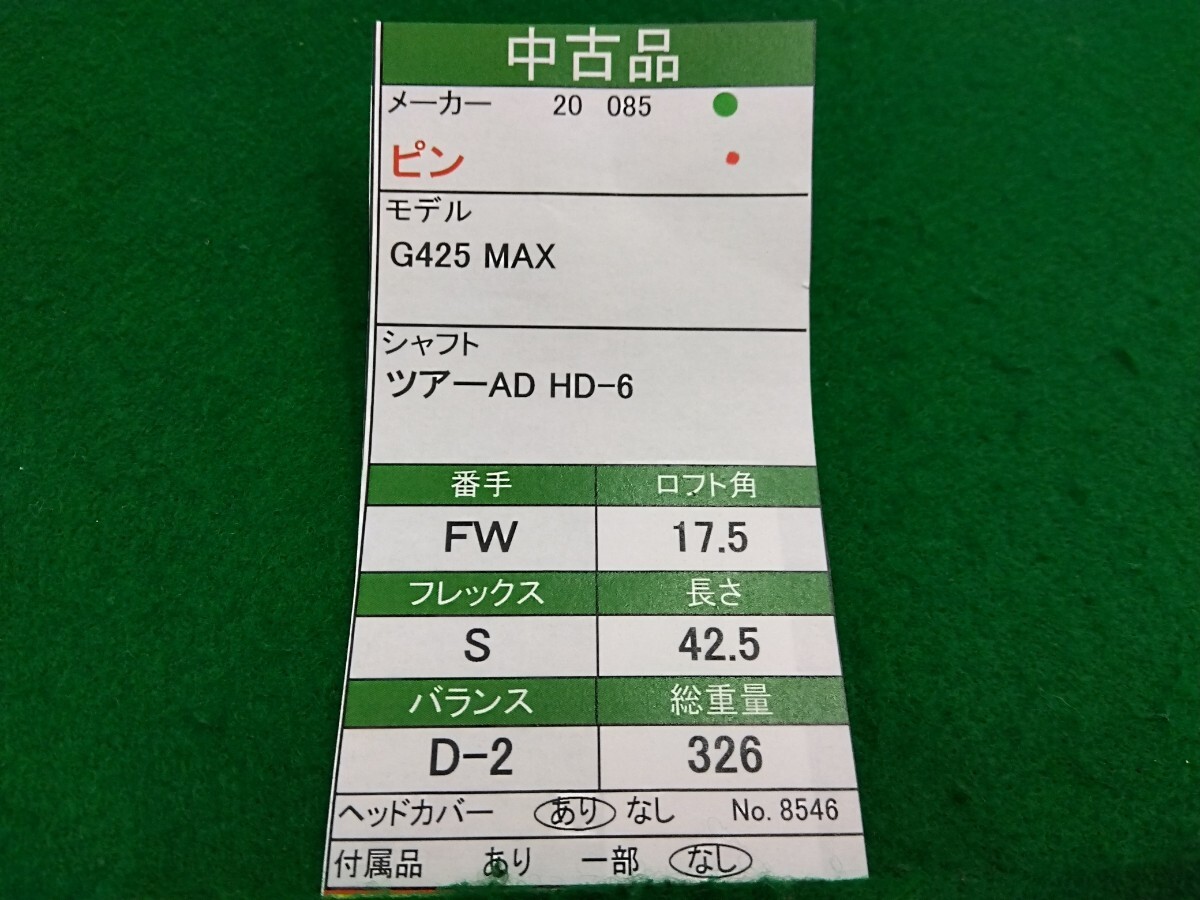 中古品
メーカー 20 085
ピン
モデル
G425 MAX
シャフト
ツアーAD HD-6
番手 ロフト角
FW 17.5
フレックス 長さ
S 42.5
バランス 総重量
D-2 326
ヘッドカバー あり なし No. 8546
付属品 あり 一部 なし